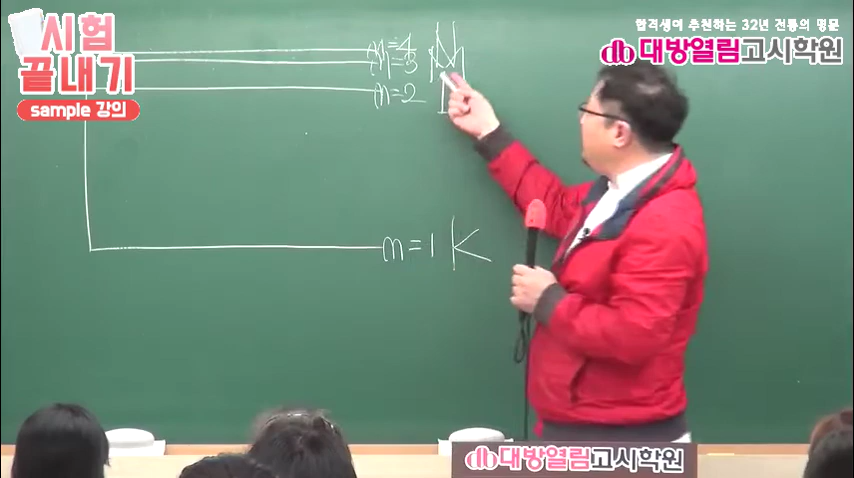 시험
끝내기
sample 강의
합격생이 추천하는 32년 전통의 명문
대방열림고시학원
n=4 N
n=3 M
n=2 L
n=1 K
대방열림고시학원